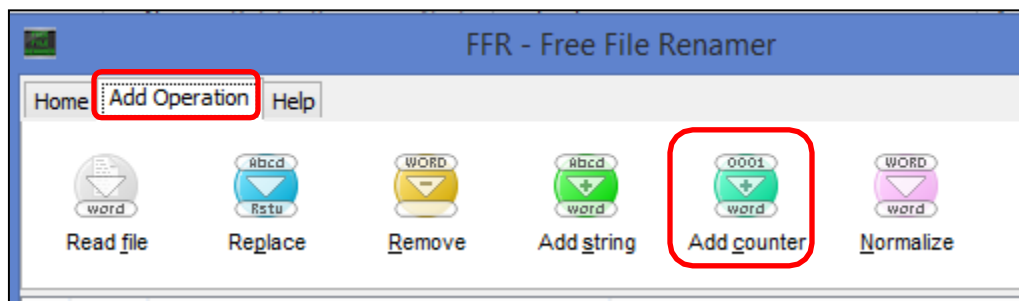 FFR - Free File Renamer
Home Add Operation Help
Abcd WORD Abcd 0001 WORD
word Rstu word word word
Read file Replace Remove Add string Add counter Normalize